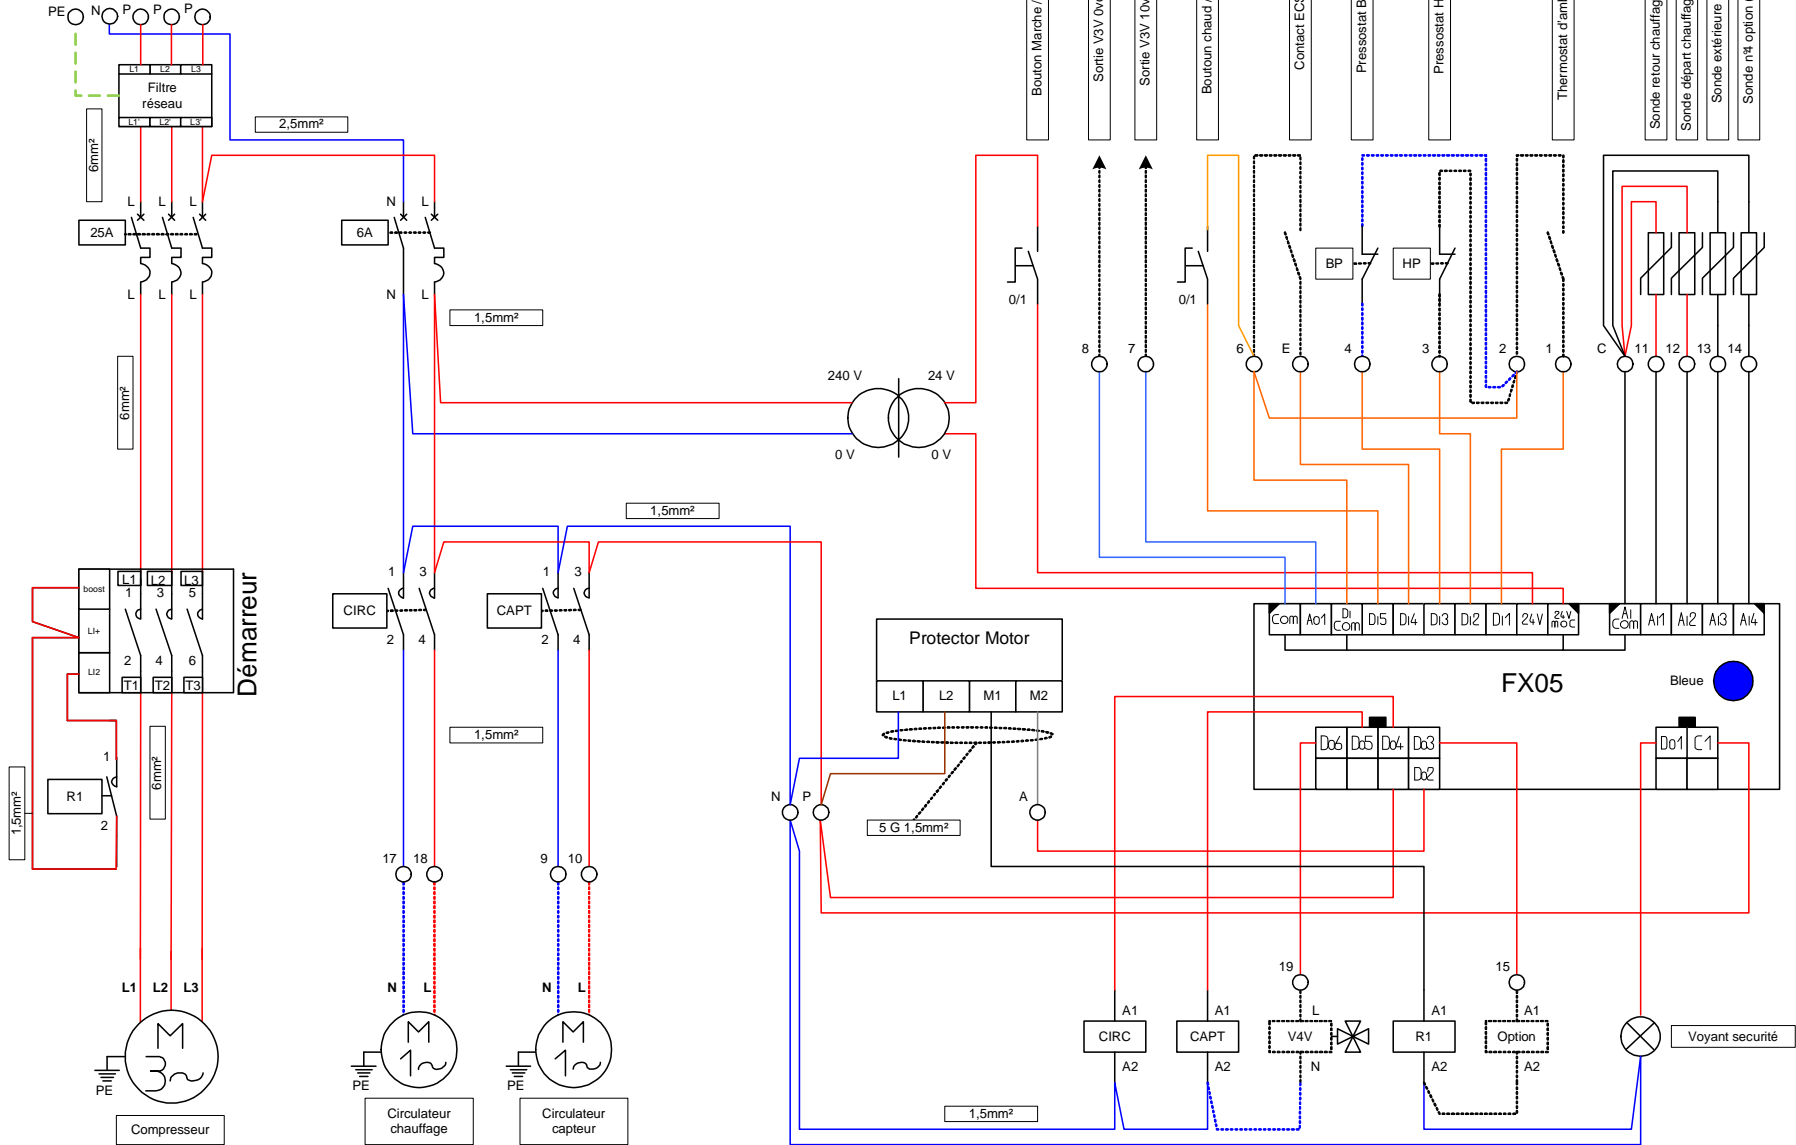 PE N P P P
L1 L2 L3
Filtre
réseau
L1' L2' L3'
6mm²
2,5mm²
L L L
25A
L L L
N L
6A
N L
1,5mm²
6mm²
240 V 24 V
0 V 0 V
Bouton Marche /
Sortie V3V 0v
Sortie V3V 10v
Boutoun chaud /
Contact ECS
Pressostat B
Pressostat H
Thermostat d'am
Sonde retour chauffag
Sonde départ chauffag
Sonde extérieure
Sonde n°4 option
0/1
0/1
BP
HP
8 7 6 E 4 3 2 1 C 11 12 13 14
1,5mm²
boost
LI+
LI2
L1 L2 L3
1 3 5
2 4 6
T1 T2 T3
Démarreur
1 3
CIRC
2 4
1 3
CAPT
2 4
Protector Motor
L1 L2 M1 M2
Com Ao1 Di Com Di5 Di4 Di3 Di2 Di1 24V 24V moC
Ai Com Ai1 Ai2 Ai3 Ai4
FX05
Bleue
Do6 Do5 Do4 Do3
Do2
Do1 C1
1,5mm²
6mm²
1,5mm²
1
R1
2
N P
A
5 G 1,5mm²
17 18
9 10
19
15
L1 L2 L3
N L
N L
M
3~
PE
Compresseur
M
1~
PE
Circulateur
chauffage
M
1~
PE
Circulateur
capteur
A1
CIRC
A2
A1
CAPT
A2
L
V4V
N
A1
R1
A2
A1
Option
A2
Voyant securité
1,5mm²